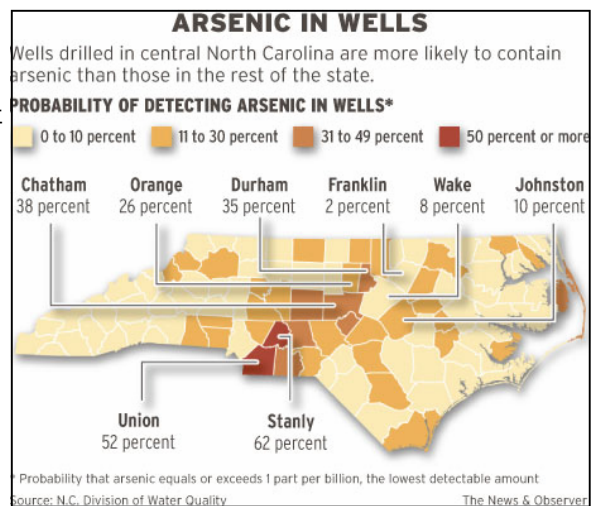 ARSENIC IN WELLS
Wells drilled in central North Carolina are more likely to contain
arsenic than those in the rest of the state.
PROBABILITY OF DETECTING ARSENIC IN WELLS*
0 to 10 percent 11 to 30 percent 31 to 49 percent 50 percent or more
Chatham Orange Durham Franklin Wake Johnston
38 percent 26 percent 35 percent 2 percent 8 percent 10 percent
Union Stanly
52 percent 62 percent
* Probability that arsenic equals or exceeds 1 part per billion, the lowest detectable amount
Source: N.C. Division of Water Quality The News & Observer